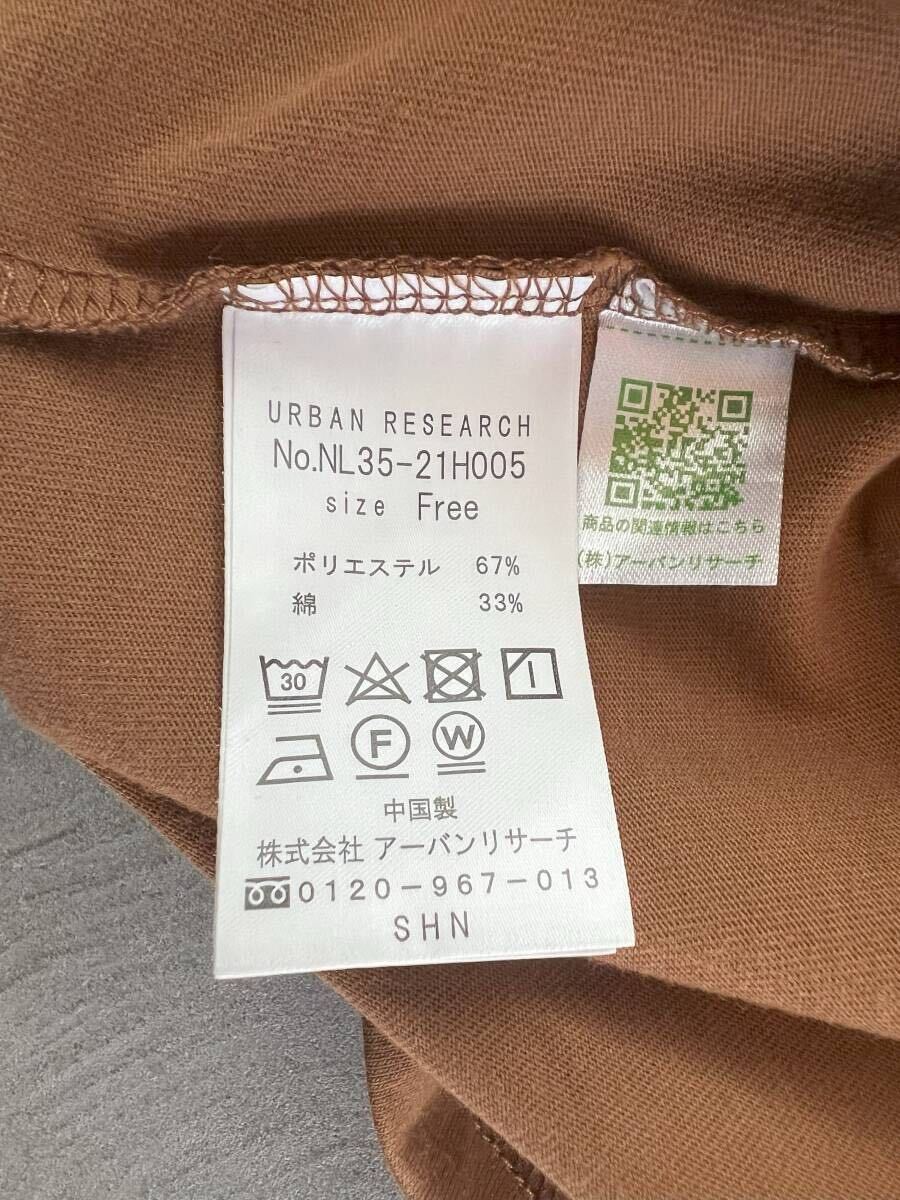 URBAN RESEARCH
No.NL35-21H005
size Free
ポリエステル 67%
綿 33%
30
F
W
中国製
株式会社 アーバンリサーチ
0120-967-013
SHN
商品の関連情報はこちら
(株)アーバンリサーチ